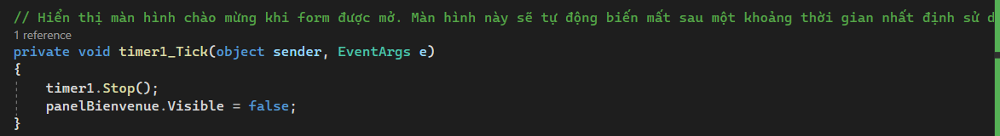 // Hiển thị màn hình chào mừng khi form được mở. Màn hình này sẽ tự động biến mất sau một khoảng thời gian nhất định sử
1 reference
private void timer1_Tick(object sender, EventArgs e)
{
timer1.Stop();
panelBienvenue.Visible = false;
}